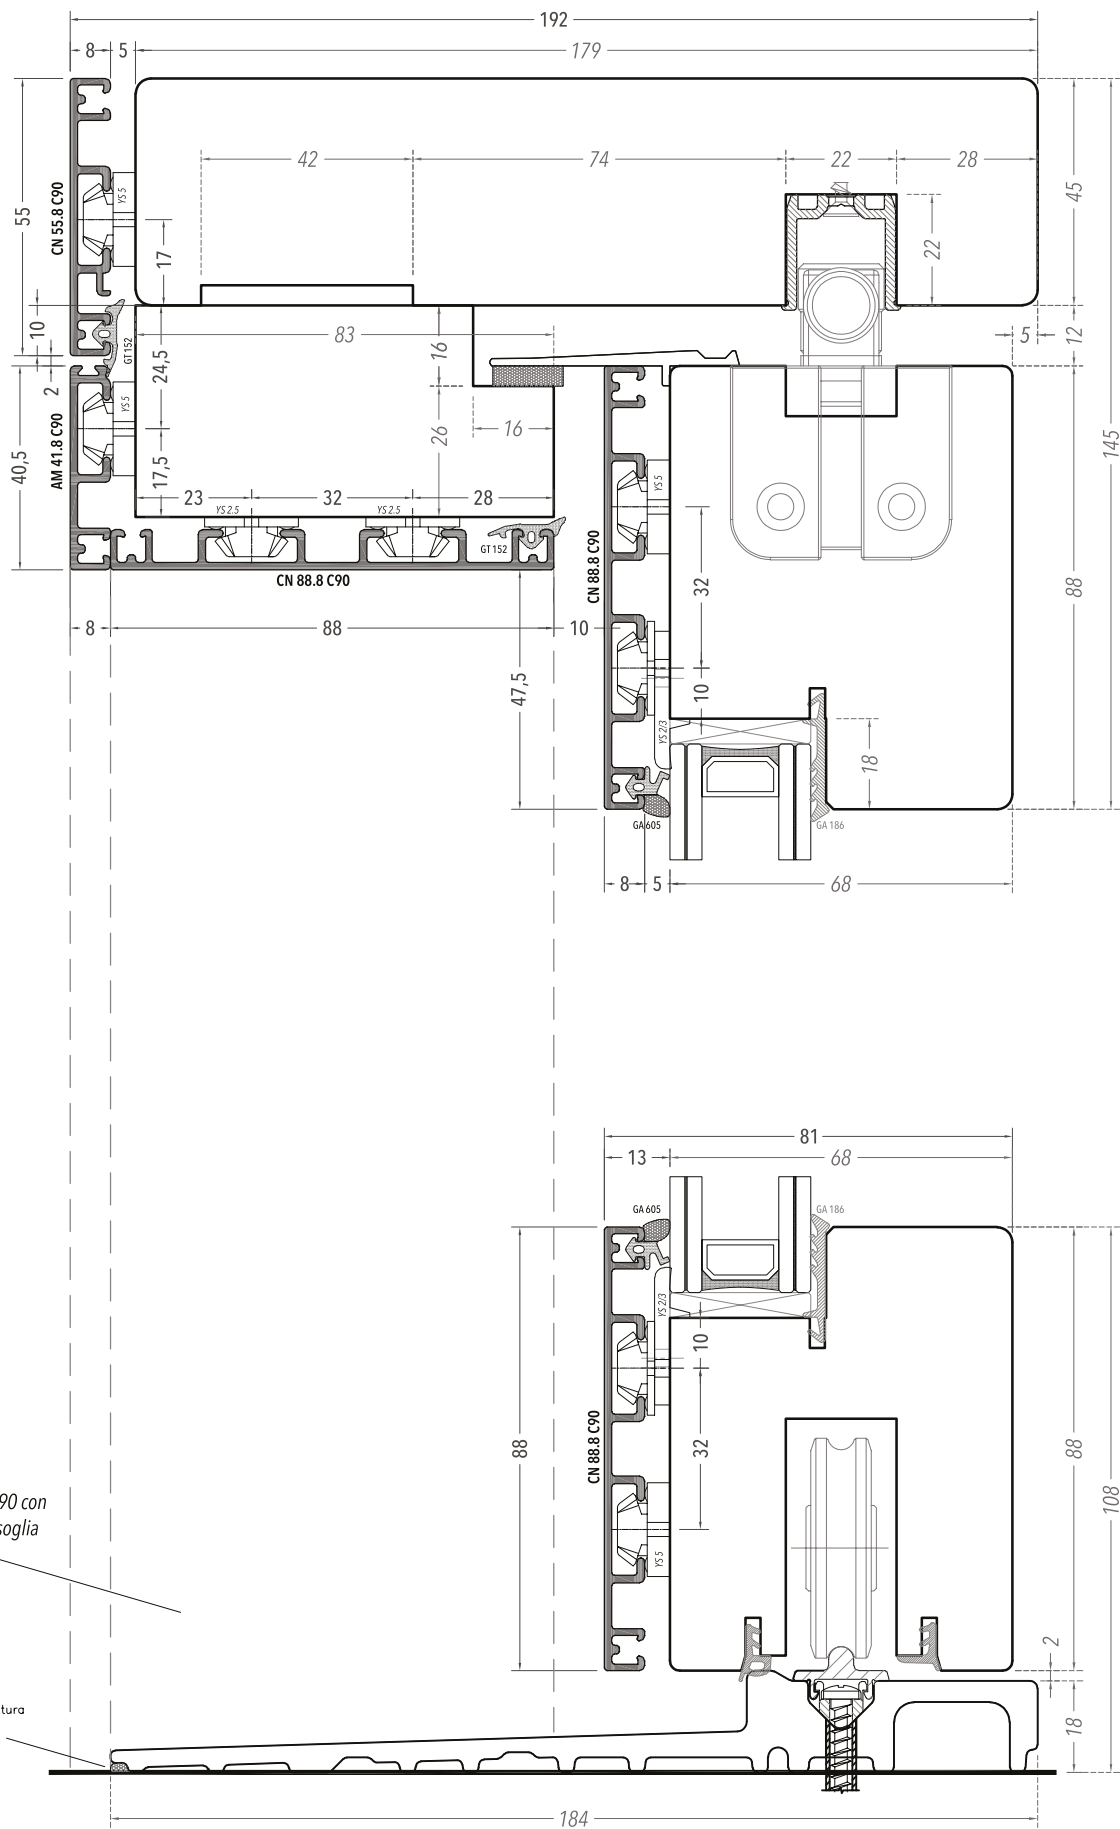 192
8 5 179
42 74 22 28
CN 55.8 C90
YS 5
55
17
22
45
10
GT 152
83
16
24,5
5
12
2
AM 41.8 C90
YS 5
40,5
17,5
16
26
145
23 32 28
YS 2.5 YS 2.5
GT 152
YS 5
CN 88.8 C90
CN 88.8 C90
32
88
8 88 10
47,5
10
YS 2/3
18
GA 605 GA 186
8 5 68
81
13 68
GA 605 GA 186
YS 2/3
10
88
CN 88.8 C90
32
88
108
90 con
soglia
YS 5
2
tura
18
184